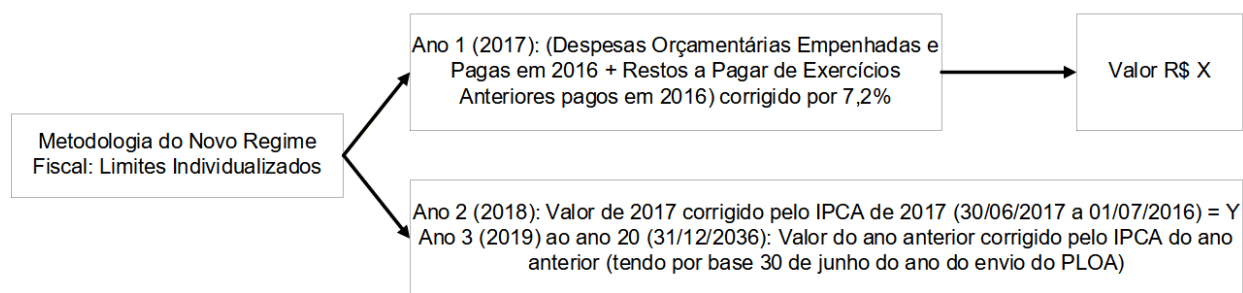 Metodologia do Novo Regime
Fiscal: Limites Individualizados
Ano 1 (2017): (Despesas Orçamentárias Empenhadas e
Pagas em 2016 + Restos a Pagar de Exercícios
Anteriores pagos em 2016) corrigido por 7,2%
Valor R$ X
Ano 2 (2018): Valor de 2017 corrigido pelo IPCA de 2017 (30/06/2017 a 01/07/2016) = Y
Ano 3 (2019) ao ano 20 (31/12/2036): Valor do ano anterior corrigido pelo IPCA do ano
anterior (tendo por base 30 de junho do ano do envio do PLOA)